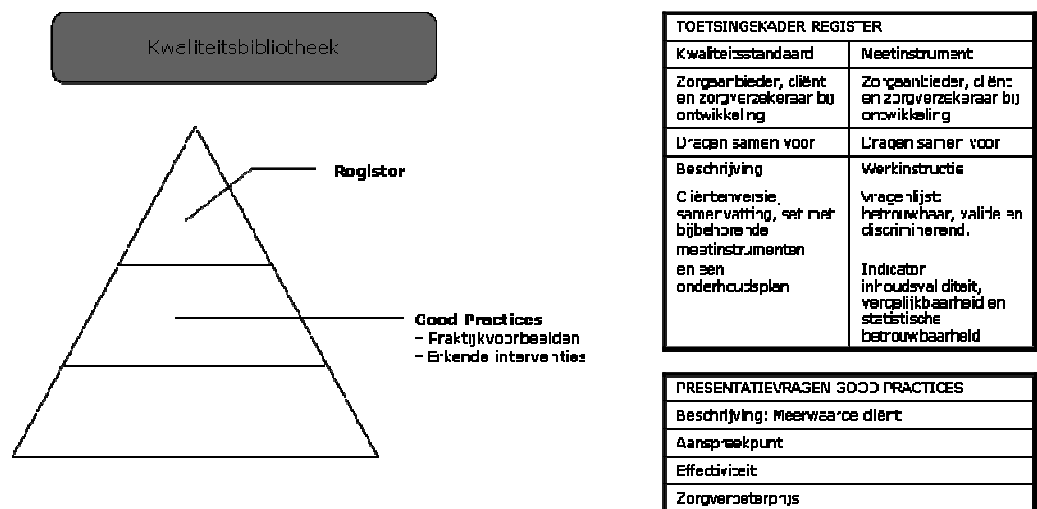 Kwaliteitsbibliotheek
Register
Good Practices
- Praktijkvoorbeelden
- Erkende interventies
TOETSINGSKADER REGISTER
Kwaliteitsstandaard
Zorgaanbieder, cliënt
en zorgverzekeraar bij
ontwikkeling
Dragen samen voor
Beschrijving
Cliëntenversie,
samenvatting, set met
bijbehorende
meetinstrumenten
en een
onderhoudsplan
Meetinstrument
Zorgaanbieder, cliënt
en zorgverzekeraar bij
ontwikkeling
Dragen samen voor
Werkinstructie
Vragenlijst:
betrouwbaar, valide en
discriminerend.
Indicator
inhoudsvaliditeit,
vergelijkbaarheid en
statistische
betrouwbaarheid
PRESENTATIEVRAGEN GOOD PRACTICES
Beschrijving: Meerwaarde cliënt
Aanspreekpunt
Effectiviteit
Zorgverbeterprijs